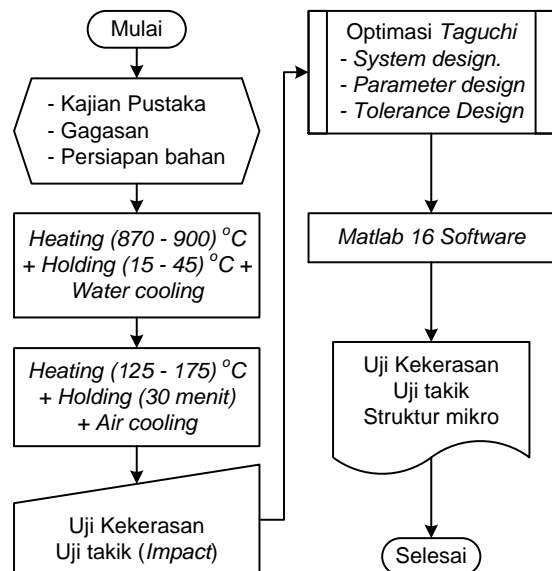 Mulai
- Kajian Pustaka
- Gagasan
- Persiapan bahan
Heating (870 - 900) °C
+ Holding (15 - 45) °C +
Water cooling
Heating (125 - 175) °C
+ Holding (30 menit)
+ Air cooling
Uji Kekerasan
Uji takik (Impact)
Optimasi Taguchi
- System design.
- Parameter design
- Tolerance Design
Matlab 16 Software
Uji Kekerasan
Uji takik
Struktur mikro
Selesai